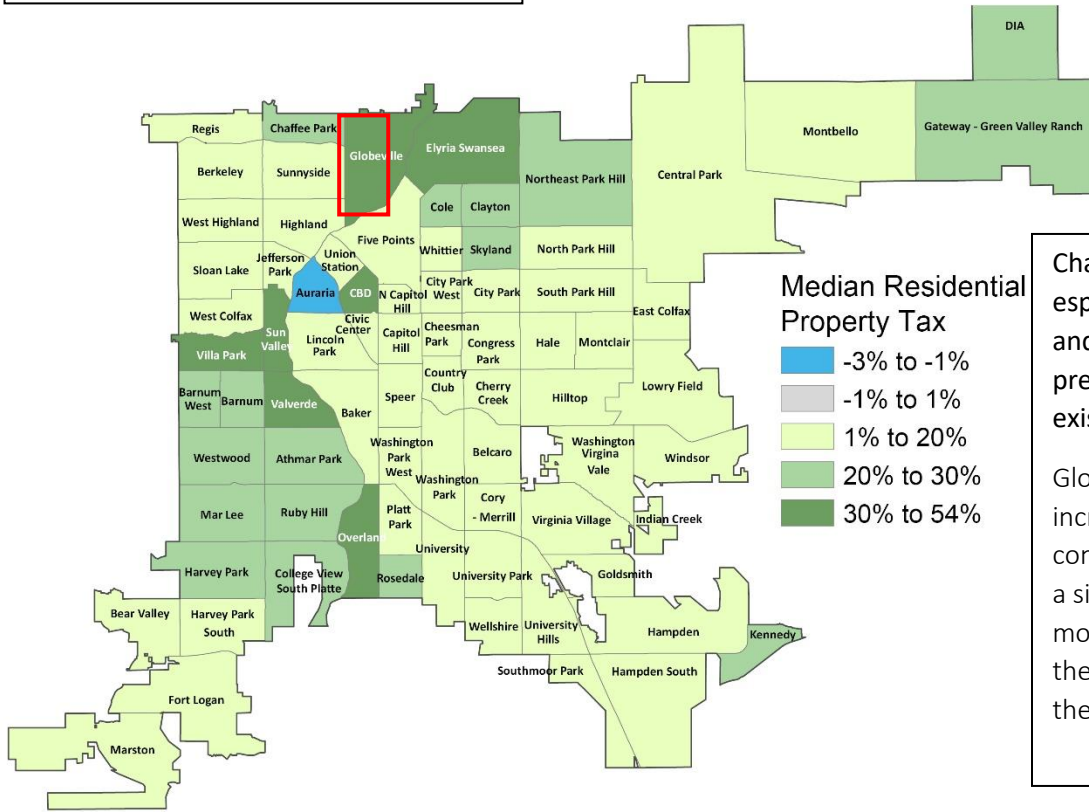 DIA
Regis
Chaffee Park
Globeville
Elyria Swansea
Montbello
Gateway - Green Valley Ranch
Berkeley
Sunnyside
Northeast Park Hill
Central Park
West Highland
Highland
Cole
Clayton
Five Points
Sloan Lake
Jefferson
Park
Union
Station
Whittier
Skyland
North Park Hill
Auraria
CBD
N Capitol
Hill
City Park
West
City Park
South Park Hill
East Colfax
West Colfax
Sun
Valley
Civic
Center
Lincoln
Park
Capitol
Hill
Cheesman
Park
Congress
Park
Hale
Montclair
Villa Park
Country
Club
Cherry
Creek
Lowry Field
Barnum
West
Barnum
Valverde
Baker
Speer
Hilltop
Westwood
Athmar Park
Washington
Park
West
Washington
Park
Belcaro
Washington
Virgina
Vale
Windsor
Mar Lee
Ruby Hill
Overland
Platt
Park
Cory
- Merrill
Virginia Village
Indian Creek
University
Harvey Park
College View
South Platte
Rosedale
University Park
Goldsmith
Bear Valley
Harvey Park
South
Wellshire
University
Hills
Hampden
Kennedy
Southmoor Park
Hampden South
Fort Logan
Marston
Median Residential
Property Tax
-3% to -1%
-1% to 1%
1% to 20%
20% to 30%
30% to 54%